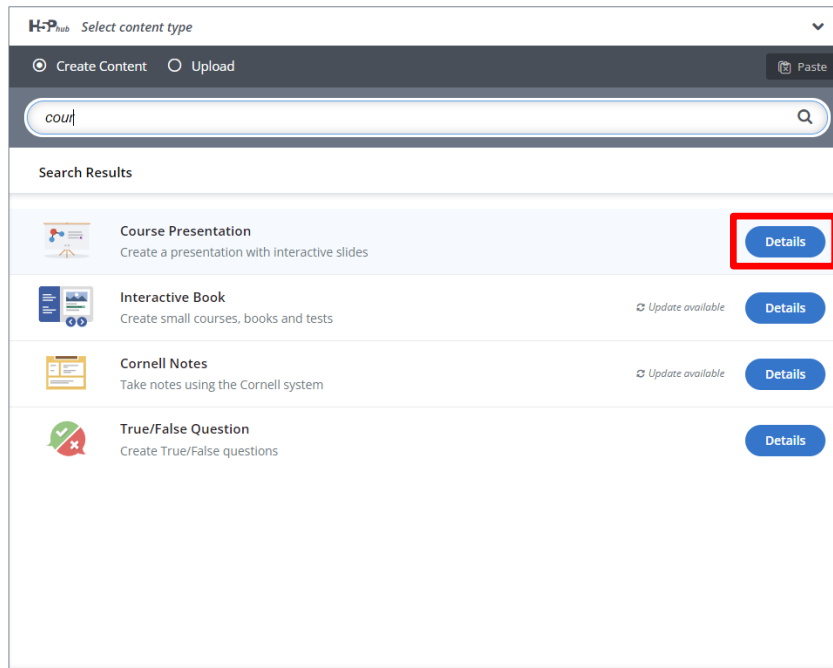 H5P hub Select content type
Create Content Upload Paste
cour
Search Results
Course Presentation
Create a presentation with interactive slides
Details
Interactive Book
Create small courses, books and tests
Update available
Details
Cornell Notes
Take notes using the Cornell system
Update available
Details
True/False Question
Create True/False questions
Details